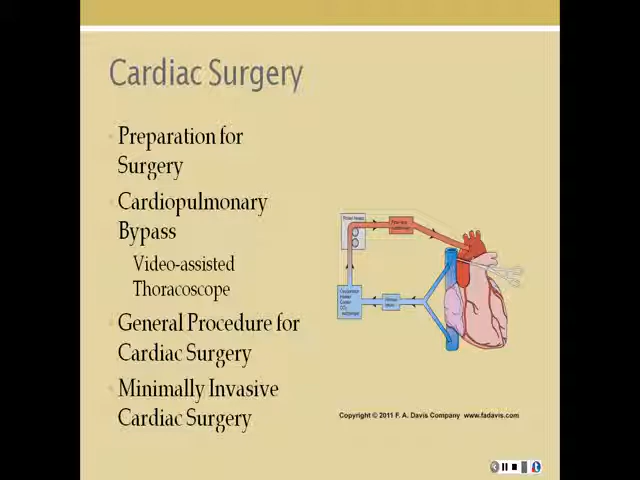 Cardiac Surgery
Preparation for
Surgery
Cardiopulmonary
Bypass
Video-assisted
Thoracoscope
General Procedure for
Cardiac Surgery
Minimally Invasive
Cardiac Surgery
Copyright © 2011 F. A. Davis Company www.fadavis.com